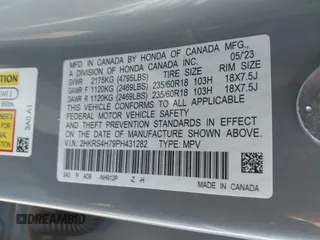 MFD. IN CANADA BY HONDA OF CANADA MFG., 05/23
A DIVISION OF HONDA CANADA INC.
GVWR 2175KG (4795LBS) TIRE SIZE RIM SIZE
GAWR F 1120KG (2469LBS) 235/60R18 103H 18X7.5J
GAWR R 1120KG (2469LBS) 235/60R18 103H 18X7.5J
THIS VEHICLE CONFORMS TO ALL APPLICABLE
FEDERAL MOTOR VEHICLE SAFETY AND THEFT
PREVENTION STANDARDS IN EFFECT ON THE DATE
OF MANUFACTURE SHOWN ABOVE.
V.I.N: 2HKRS4H79PH431282 TYPE: MPV
3A0 A1
MADE IN CANADA
DREAMBID